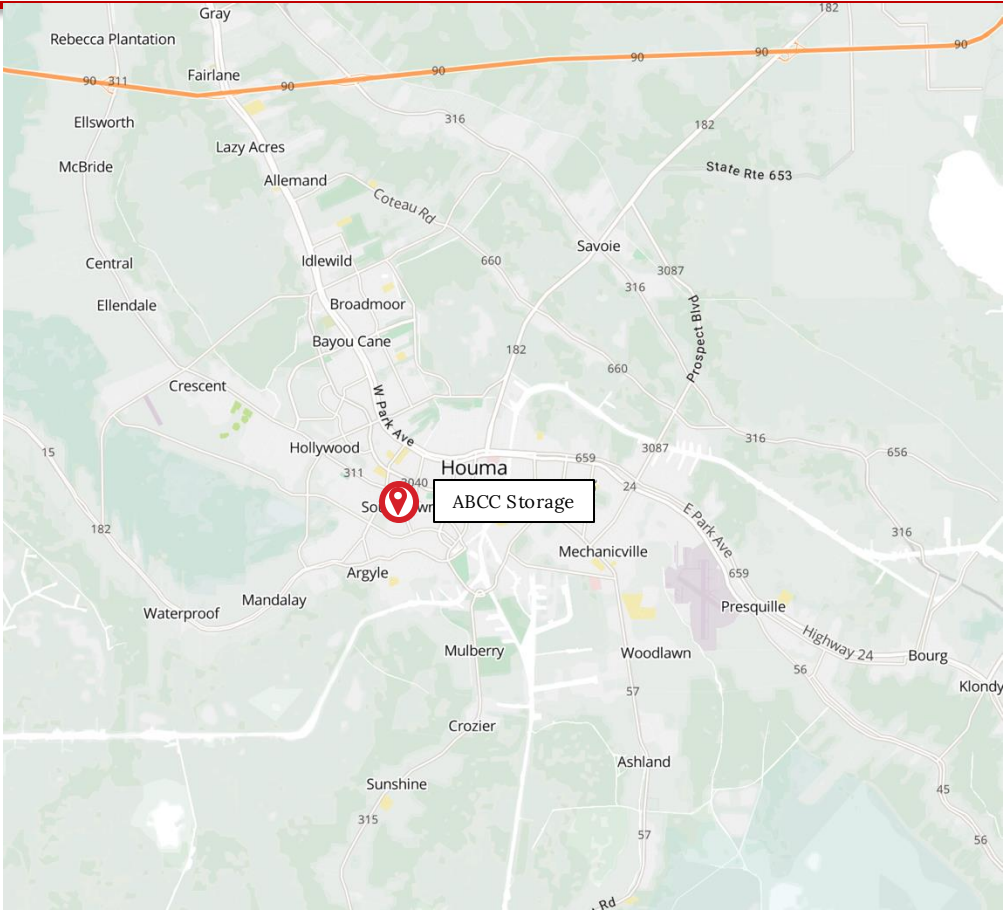 182
Gray
Rebecca Plantation
90
90
90
Fairlane
90
90
311
90
Ellsworth
316
182
Lazy Acres
McBride
State Rte 653
Allemand
Coteau Rd
Savoie
Idlewild
660
Central
3087
316
Ellendale
Broadmoor
Prospect Blvd
Bayou Cane
182
660
Crescent
W Park Ave
316
Hollywood
3087
15
656
659
Houma
311
3040
24
ABCC Storage
E Park Ave
182
316
Mechanicville
Argyle
659
Mandalay
Presquille
Waterproof
Highway 24
Mulberry
Woodlawn
Bourg
56
Klondy
57
Crozier
Ashland
Sunshine
45
315
57
56
Rd